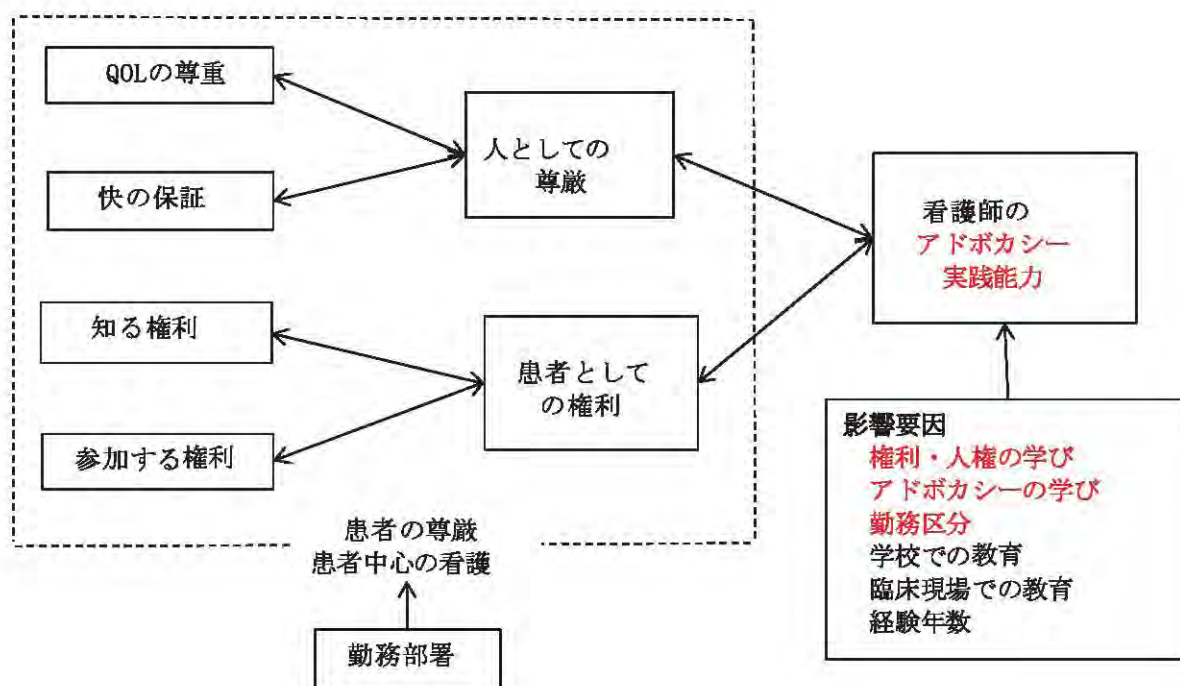 QOLの尊重
快の保証
人としての
尊厳
看護師の
アドボカシー
実践能力
知る権利
参加する権利
患者として
の権利
影響要因
権利・人権の学び
アドボカシーの学び
勤務区分
学校での教育
臨床現場での教育
経験年数
患者の尊厳
患者中心の看護
勤務部署